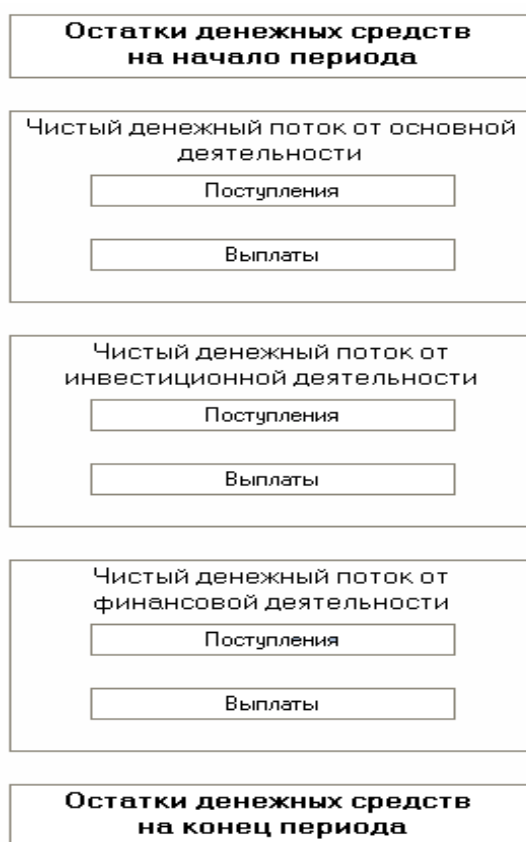 Остатки денежных средств
на начало периода
Чистый денежный поток от основной
деятельности
Поступления
Выплаты
Чистый денежный поток от
инвестиционной деятельности
Поступления
Выплаты
Чистый денежный поток от
финансовой деятельности
Поступления
Выплаты
Остатки денежных средств
на конец периода